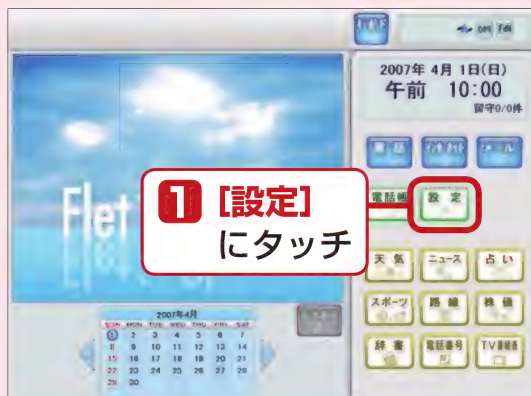 2007年 4月 1日(日)
午前 10:00
留守0/0件
電話
メール
電話帳
設定
1 [設定]
にタッチ
Flet
天気
ニュース
占い
スポーツ
路線
株価
辞書
電話番号
TV番組表
2007年4月
SUN MON TUE WED THU FRI SAT
1 2 3 4 5 6 7
8 9 10 11 12 13 14
15 16 17 18 19 20 21
22 23 24 25 26 27 28
29 30